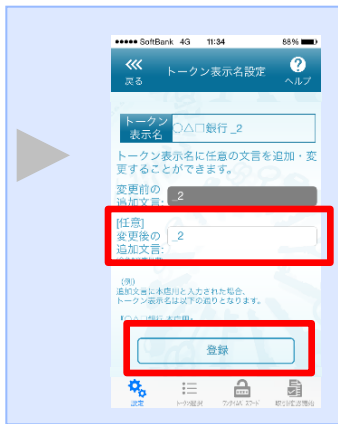 ●●●●● SoftBank 4G 11:34 88%
戻る
トークン表示名設定
?
ヘルプ
トークン
表示名
○△□銀行_2
トークン表示名に任意の文言を追加・変
更することができます。
変更前の
追加文言:
_2
[任意]
変更後の
追加文言:
_2
(例)
追加文言に本店用と入力された場合、
トークン表示名は以下の通りとなります。
登録
設定